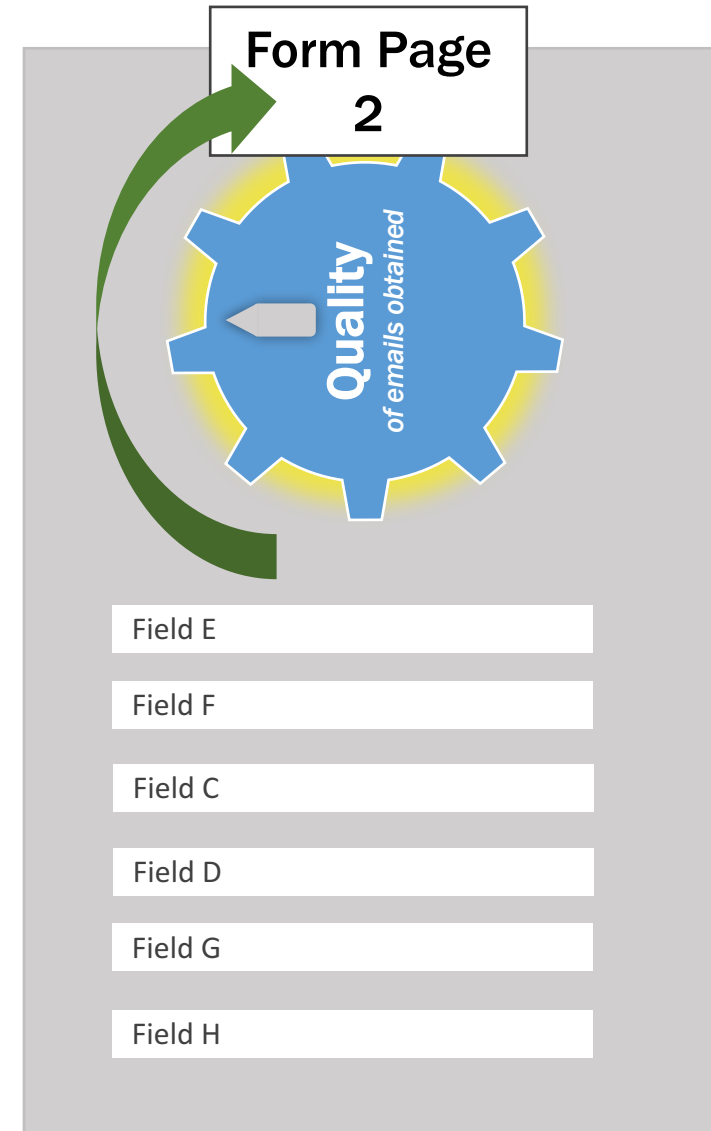 Form Page
2
Quality
of emails obtained
Field E
Field F
Field C
Field D
Field G
Field H